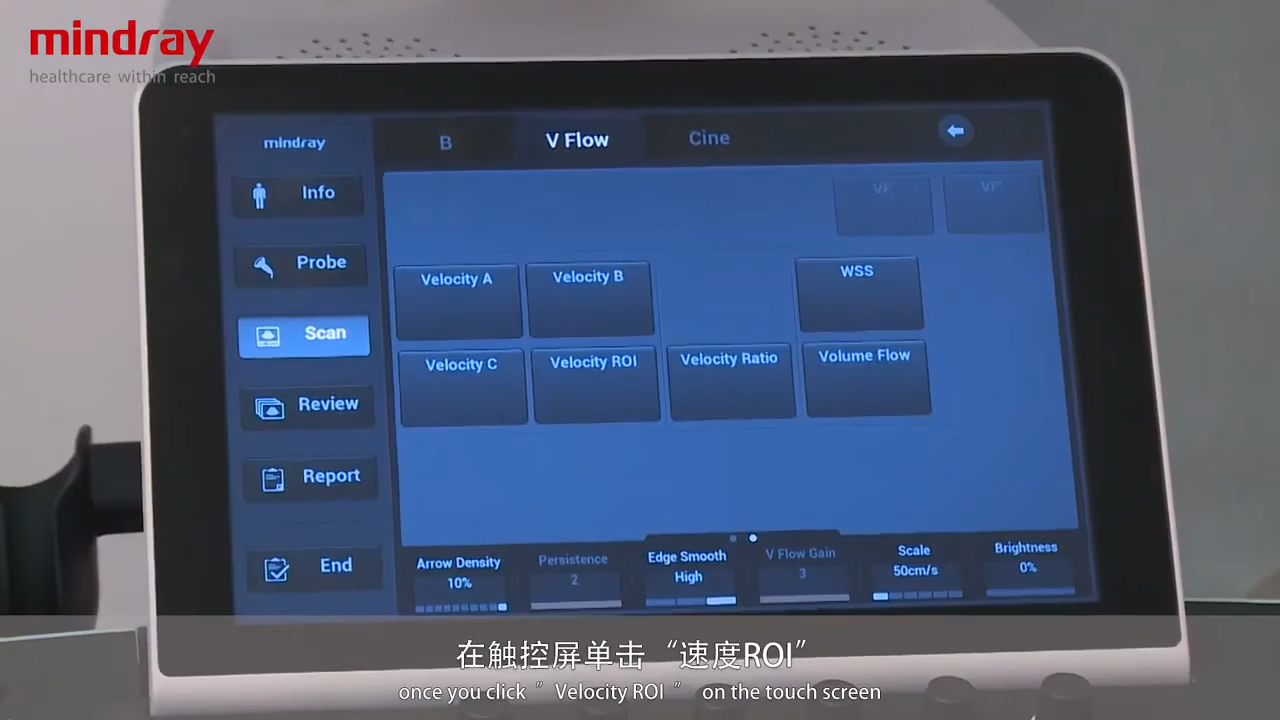 mindray
healthcare within reach
mindray
B
V Flow
Cine
Info
Probe
Scan
Review
Report
End
VF
VF'
Velocity A
Velocity B
WSS
Velocity C
Velocity ROI
Velocity Ratio
Volume Flow
Arrow Density
10%
Persistence
2
Edge Smooth
High
V Flow Gain
3
Scale
50cm/s
Brightness
0%
在触控屏单击“速度ROI”
once you click ”Velocity ROI ” on the touch screen